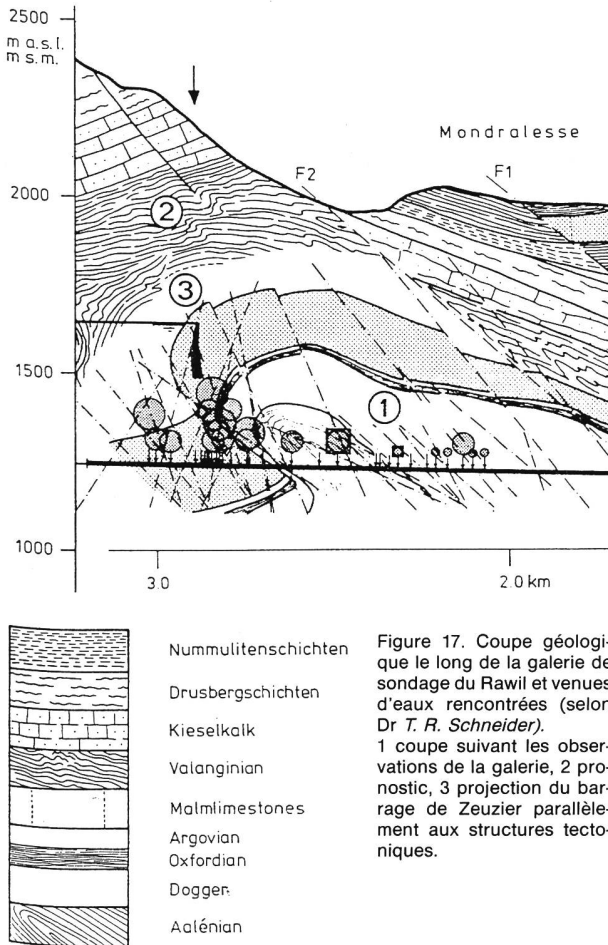 2500
m a.s.l.
m s.m.
Mondralesse
F2
F1
2000
2
3
1500
1
1000
3.0
2.0 km
Nummulitenschichten
Drusbergschichten
Kieselkalk
Valanginian
Malmlimestones
Argovian
Oxfordian
Dogger
Aalénian
Figure 17. Coupe géologi-
que le long de la galerie de
sondage du Rawil et venues
d'eaux rencontrées (selon
Dr T. R. Schneider).
1 coupe suivant les obser-
vations de la galerie, 2 pro-
nostic, 3 projection du bar-
rage de Zeuzier parallèle-
ment aux structures tecto-
niques.